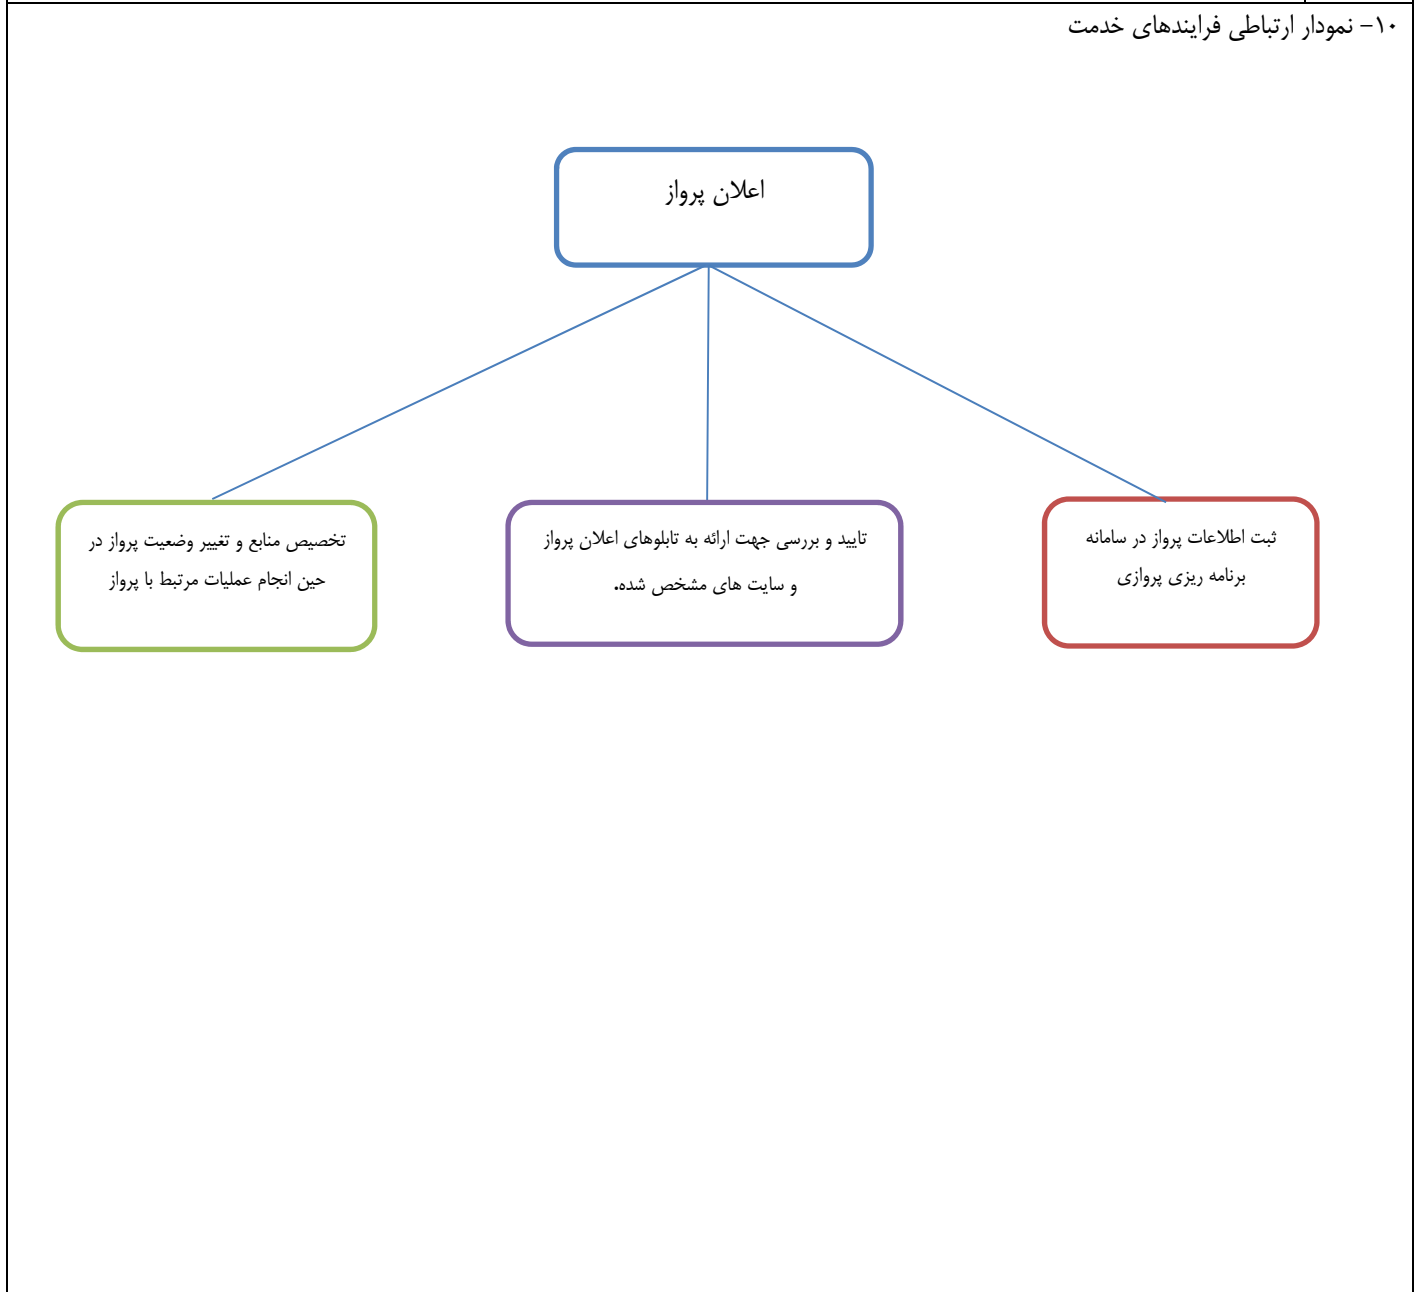 ۱۰- نمودار ارتباطی فرایندهای خدمت
اعلان پرواز
ثبت اطلاعات پرواز در سامانه
برنامه ریزی پروازی
تایید و بررسی جهت ارائه به تابلوهای اعلان پرواز
و سایت های مشخص شده.
تخصیص منابع و تغییر وضعیت پرواز در
حین انجام عملیات مرتبط با پرواز